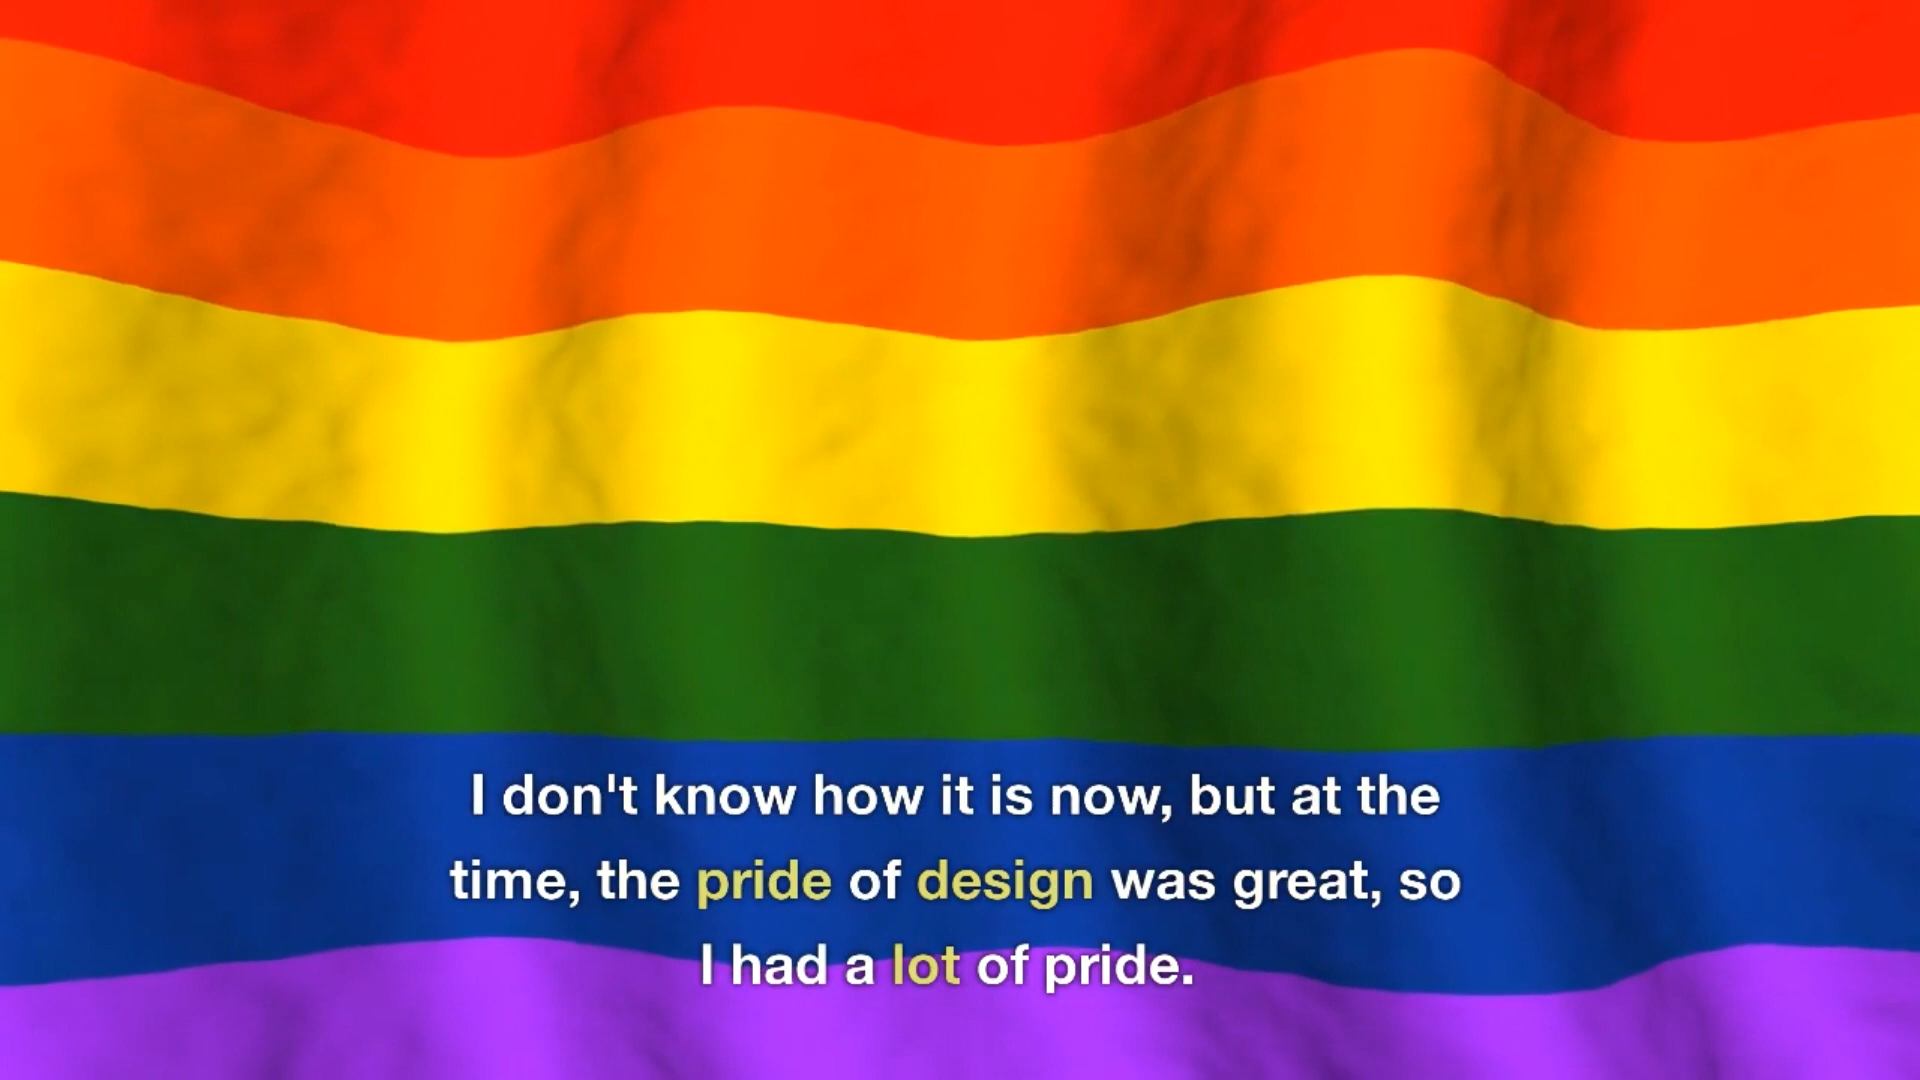 I don't know how it is now, but at the
time, the pride of design was great, so
I had a lot of pride.